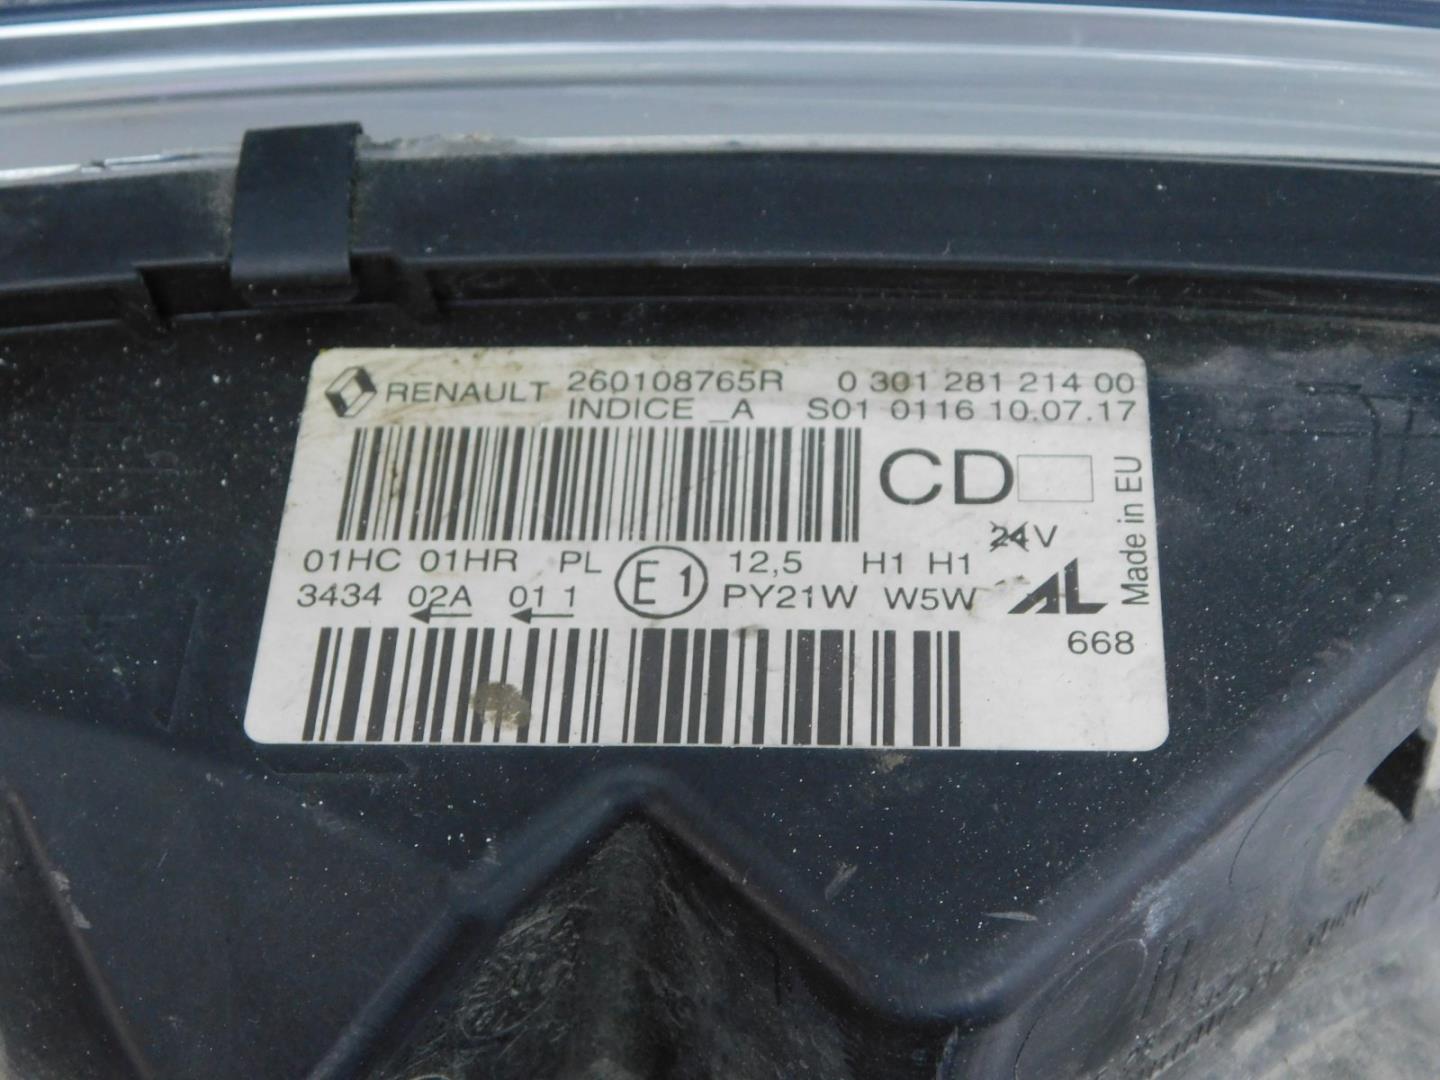 RENAULT 260108765R 0 301 281 214 00
INDICE _A S01 0116 10.07.17
CD
24V
Made in EU
01HC 01HR PL E1 12,5 H1 H1
3434 02A 01 1 PY21W W5W AL
668